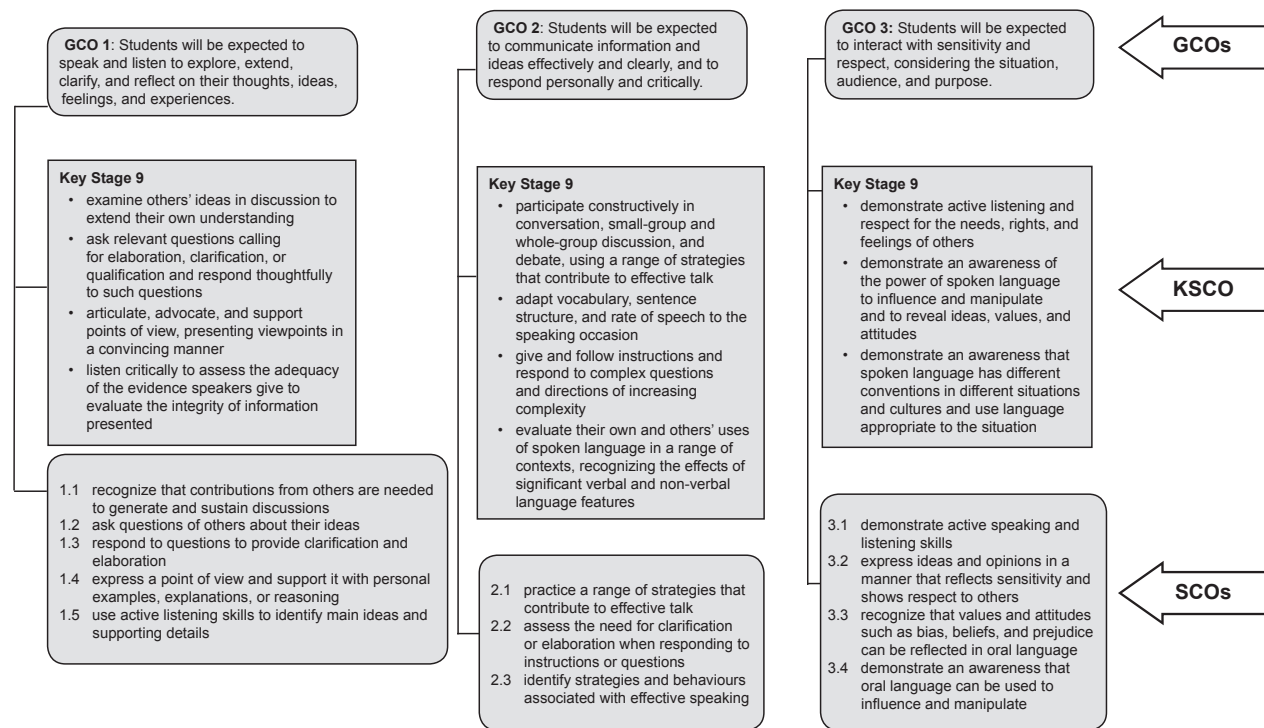 GCO 1: Students will be expected to
speak and listen to explore, extend,
clarify, and reflect on their thoughts, ideas,
feelings, and experiences.
Key Stage 9
• examine others' ideas in discussion to
extend their own understanding
• ask relevant questions calling
for elaboration, clarification, or
qualification and respond thoughtfully
to such questions
• articulate, advocate, and support
points of view, presenting viewpoints in
a convincing manner
• listen critically to assess the adequacy
of the evidence speakers give to
evaluate the integrity of information
presented
1.1 recognize that contributions from others are needed
to generate and sustain discussions
1.2 ask questions of others about their ideas
1.3 respond to questions to provide clarification and
elaboration
1.4 express a point of view and support it with personal
examples, explanations, or reasoning
1.5 use active listening skills to identify main ideas and
supporting details
GCO 2: Students will be expected
to communicate information and
ideas effectively and clearly, and to
respond personally and critically.
Key Stage 9
• participate constructively in
conversation, small-group and
whole-group discussion, and
debate, using a range of strategies
that contribute to effective talk
• adapt vocabulary, sentence
structure, and rate of speech to the
speaking occasion
• give and follow instructions and
respond to complex questions
and directions of increasing
complexity
• evaluate their own and others' uses
of spoken language in a range of
contexts, recognizing the effects of
significant verbal and non-verbal
language features
2.1 practice a range of strategies that
contribute to effective talk
2.2 assess the need for clarification
or elaboration when responding to
instructions or questions
2.3 identify strategies and behaviours
associated with effective speaking
GCO 3: Students will be expected
to interact with sensitivity and
respect, considering the situation,
audience, and purpose.
Key Stage 9
• demonstrate active listening and
respect for the needs, rights, and
feelings of others
• demonstrate an awareness of
the power of spoken language
to influence and manipulate
and to reveal ideas, values, and
attitudes
• demonstrate an awareness that
spoken language has different
conventions in different situations
and cultures and use language
appropriate to the situation
3.1 demonstrate active speaking and
listening skills
3.2 express ideas and opinions in a
manner that reflects sensitivity and
shows respect to others
3.3 recognize that values and attitudes
such as bias, beliefs, and prejudice
can be reflected in oral language
3.4 demonstrate an awareness that
oral language can be used to
influence and manipulate
GCOs
KSCO
SCOs